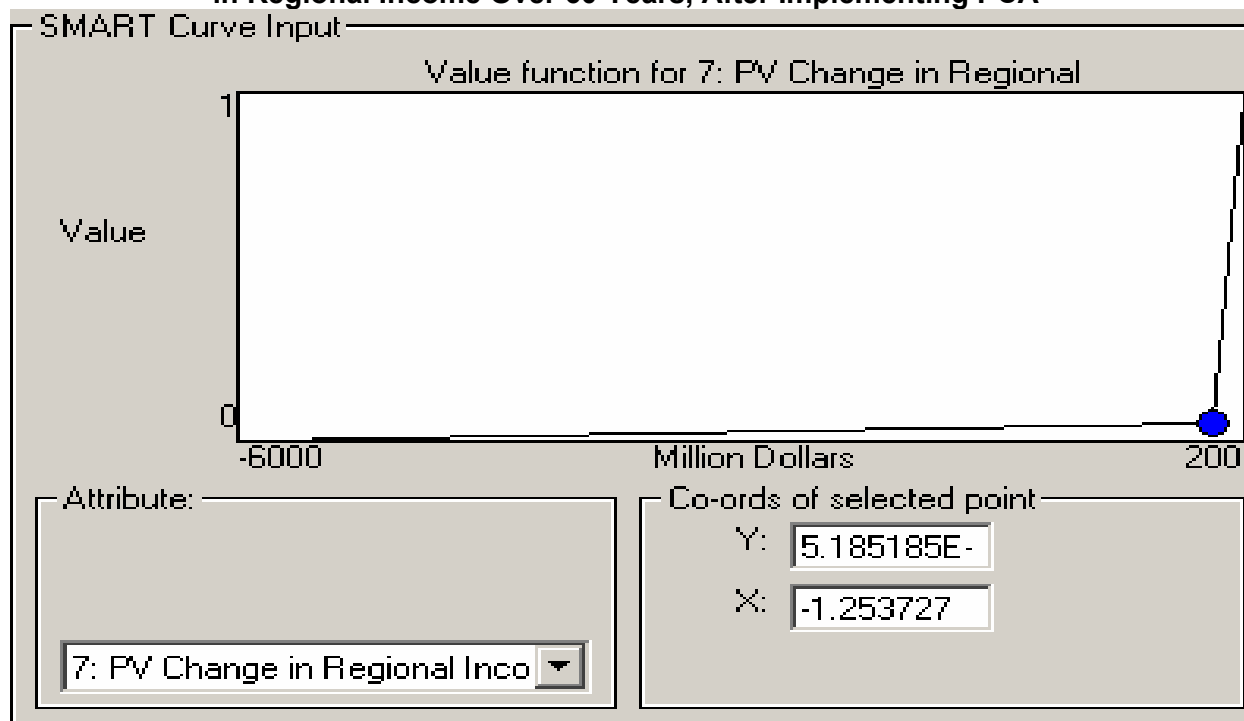 SMART Curve Input
Value function for 7: PV Change in Regional
1
Value
0
-6000 Million Dollars 200
Attribute:
7: PV Change in Regional Inco
Co-ords of selected point
Y: 5.185185E-
X: -1.253727